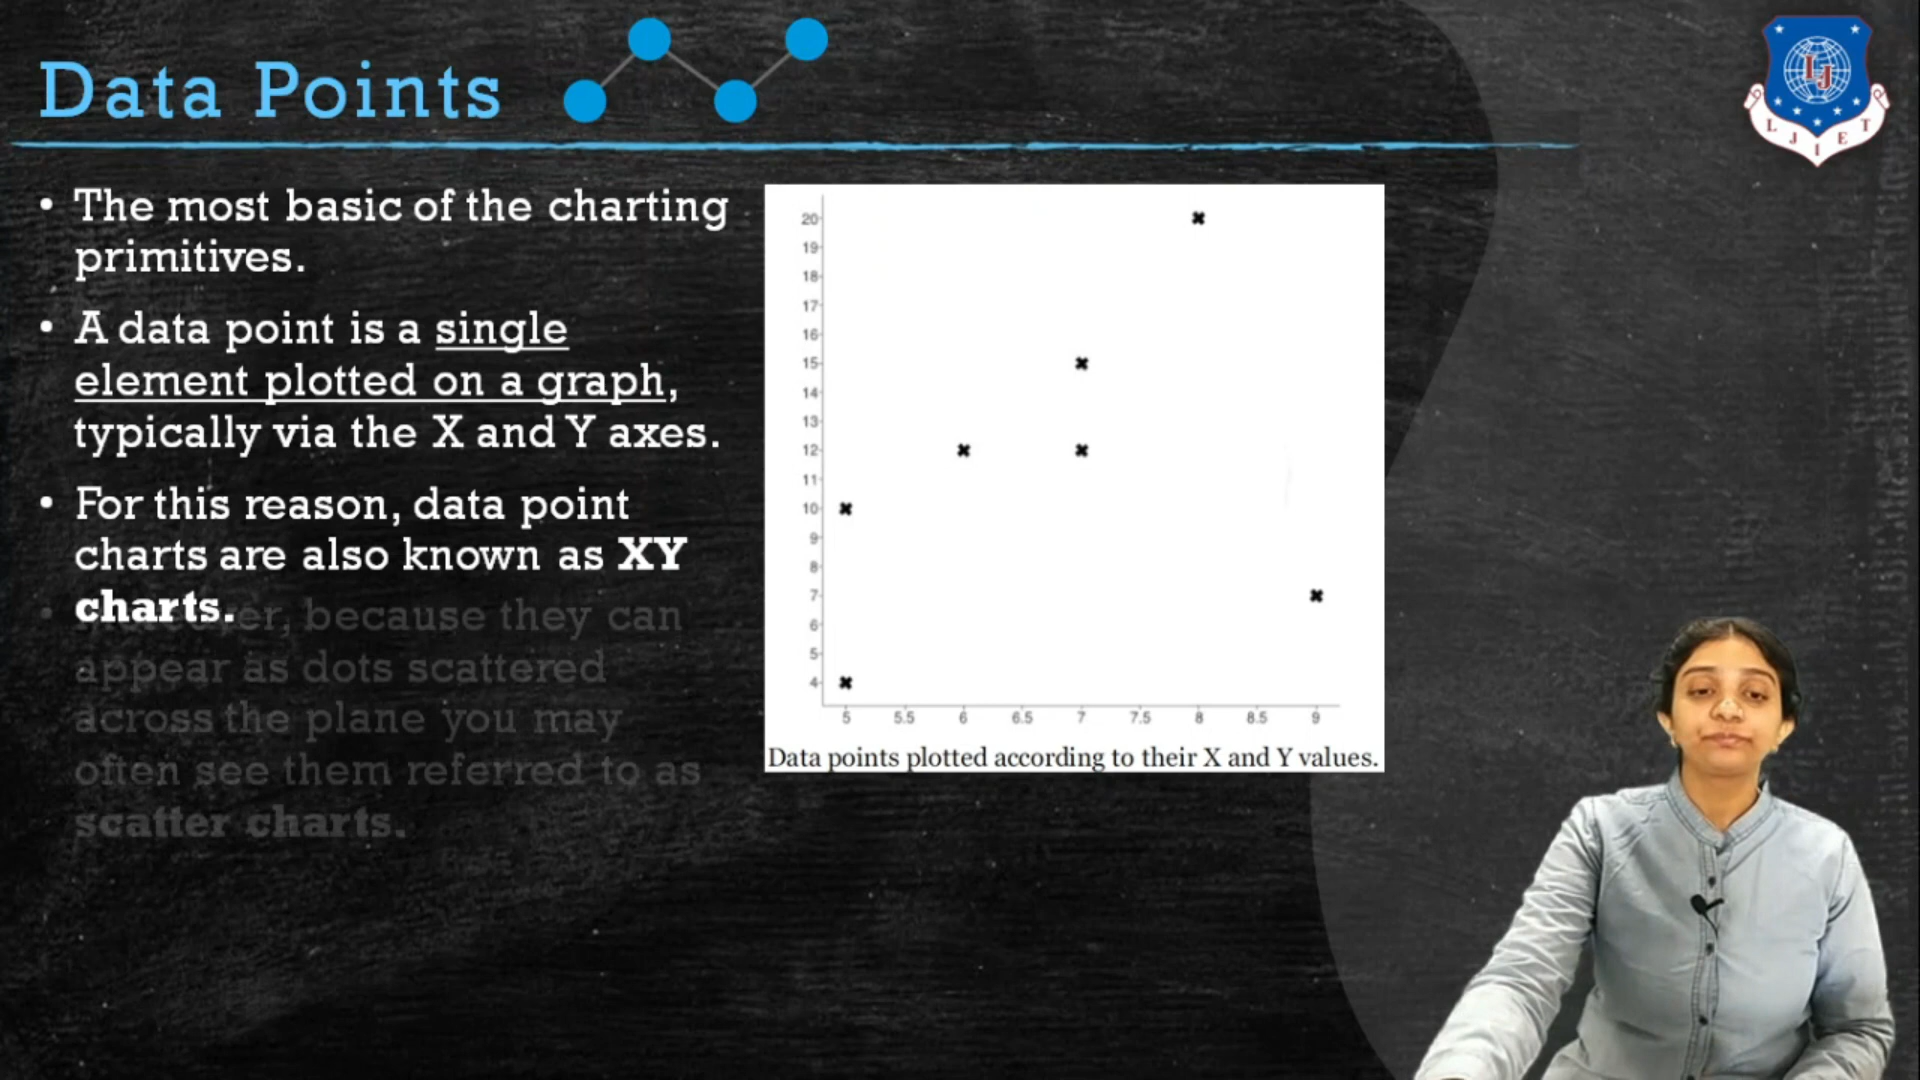 Data Points
• The most basic of the charting
primitives.
• A data point is a single
element plotted on a graph,
typically via the X and Y axes.
• For this reason, data point
charts are also known as XY
charts.
er, because they can
appear as dots scattered
across the plane you may
often see them referred to as
scatter charts.
20
19
18
17
16
15
14
13
12
11
10
9
8
7
6
5
4
5 5.5 6 6.5 7 7.5 8 8.5 9
Data points plotted according to their X and Y values.
LJ
L J I E T